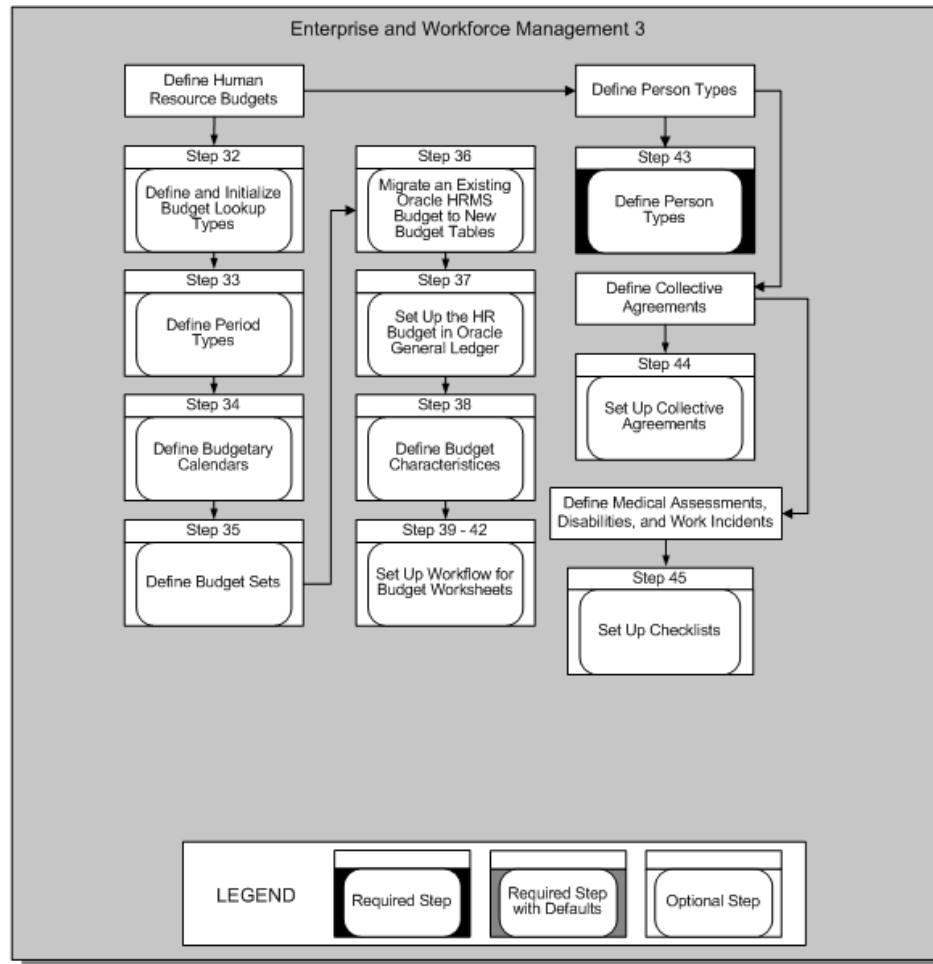 Enterprise and Workforce Management 3
Define Human
Resource Budgets
Define Person Types
Step 32
Define and Initialize
Budget Lookup
Types
Step 33
Define Period
Types
Step 34
Define Budgetary
Calendars
Step 35
Define Budget Sets
Step 36
Migrate an Existing
Oracle HRMS
Budget to New
Budget Tables
Step 37
Set Up the HR
Budget in Oracle
General Ledger
Step 38
Define Budget
Characteristices
Step 39 - 42
Set Up Workflow for
Budget Worksheets
Step 43
Define Person
Types
Define Collective
Agreements
Step 44
Set Up Collective
Agreements
Define Medical Assessments,
Disabilities, and Work Incidents
Step 45
Set Up Checklists
LEGEND
Required Step
Required Step
with Defaults
Optional Step